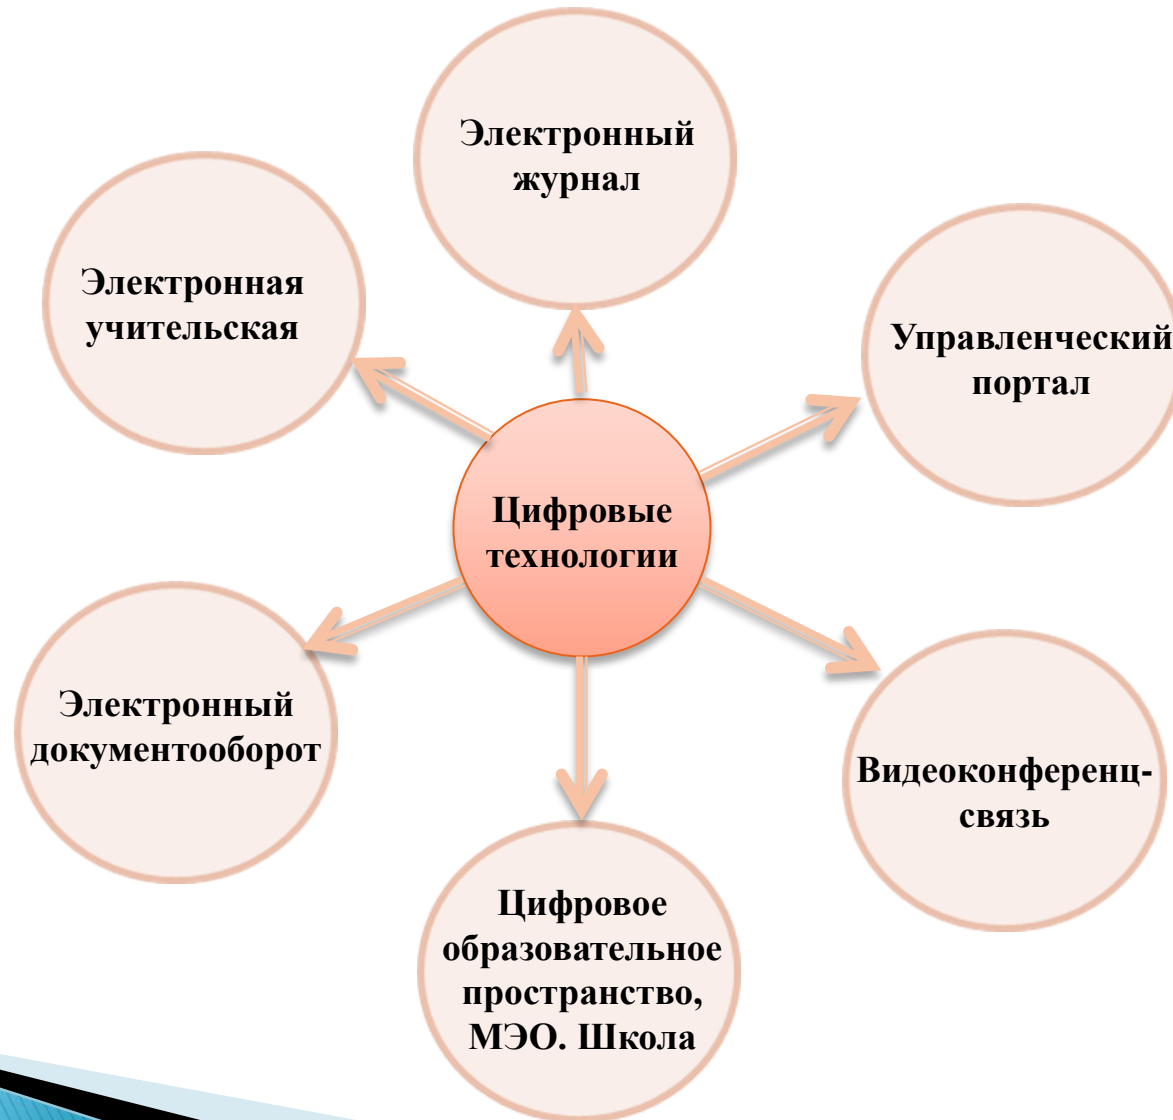 Электронный
журнал
Электронная
учительская
Управленческий
портал
Цифровые
технологии
Электронный
документооборот
Видеоконференц-
связь
Цифровое
образовательное
пространство,
МЭО. Школа